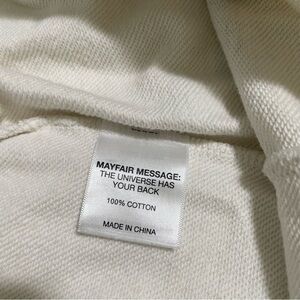 MAYFAIR MESSAGE:
THE UNIVERSE HAS
YOUR BACK
100% COTTON
MADE IN CHINA